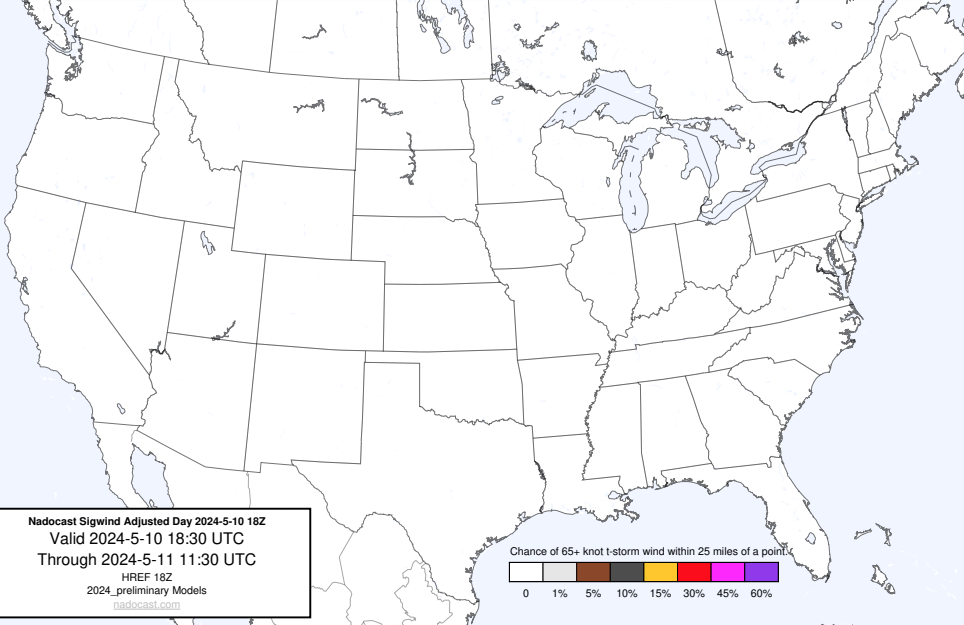 Nadocast Sigwind Adjusted Day 2024-5-10 18Z
Valid 2024-5-10 18:30 UTC
Through 2024-5-11 11:30 UTC
HREF 18Z
2024_preliminary Models
nadocast.com
Chance of 65+ knot t-storm wind within 25 miles of a point.
0 1% 5% 10% 15% 30% 45% 60%